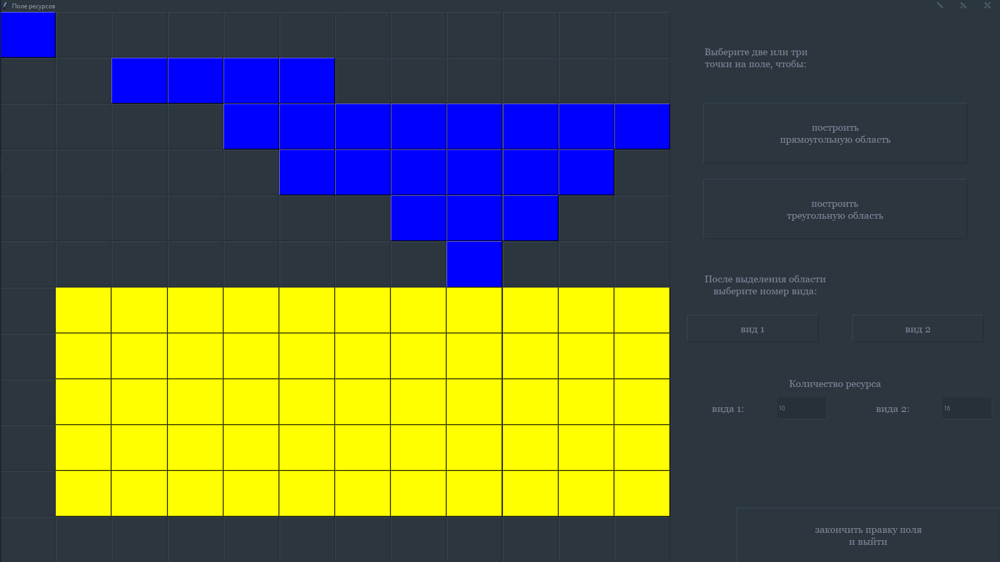 Поле ресурсов
Выберите две или три
точки на поле, чтобы:
построить
прямоугольную область
построить
треугольную область
После выделения области
выберите номер вида:
вид 1
вид 2
Количество ресурса
вида 1:
10
вида 2:
16
закончить правку поля
и выйти